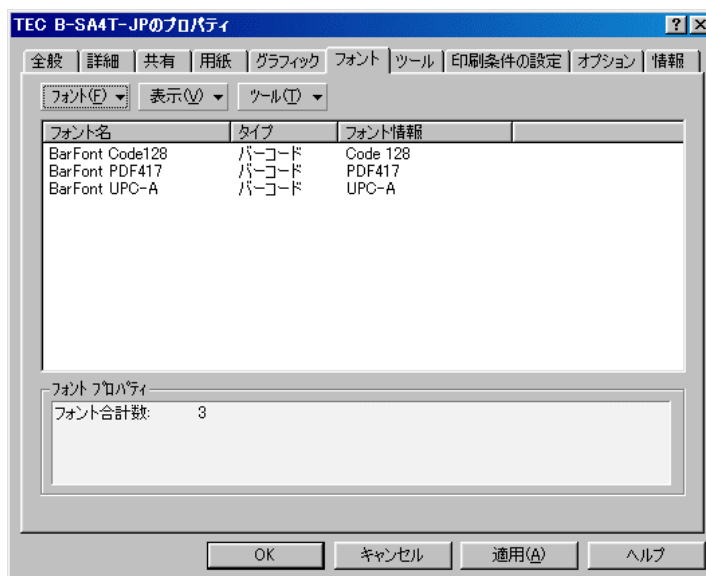 TEC B-SA4T-JPのプロパティ
全般 詳細 共有 用紙 グラフィック フォント ツール 印刷条件の設定 オプション 情報
フォント(F) 表示(V) ツール(T)
フォント名 タイプ フォント情報
BarFont Code128 バーコード Code 128
BarFont PDF417 バーコード PDF417
BarFont UPC-A バーコード UPC-A
フォント プロパティ
フォント合計数: 3
OK キャンセル 適用(A) ヘルプ